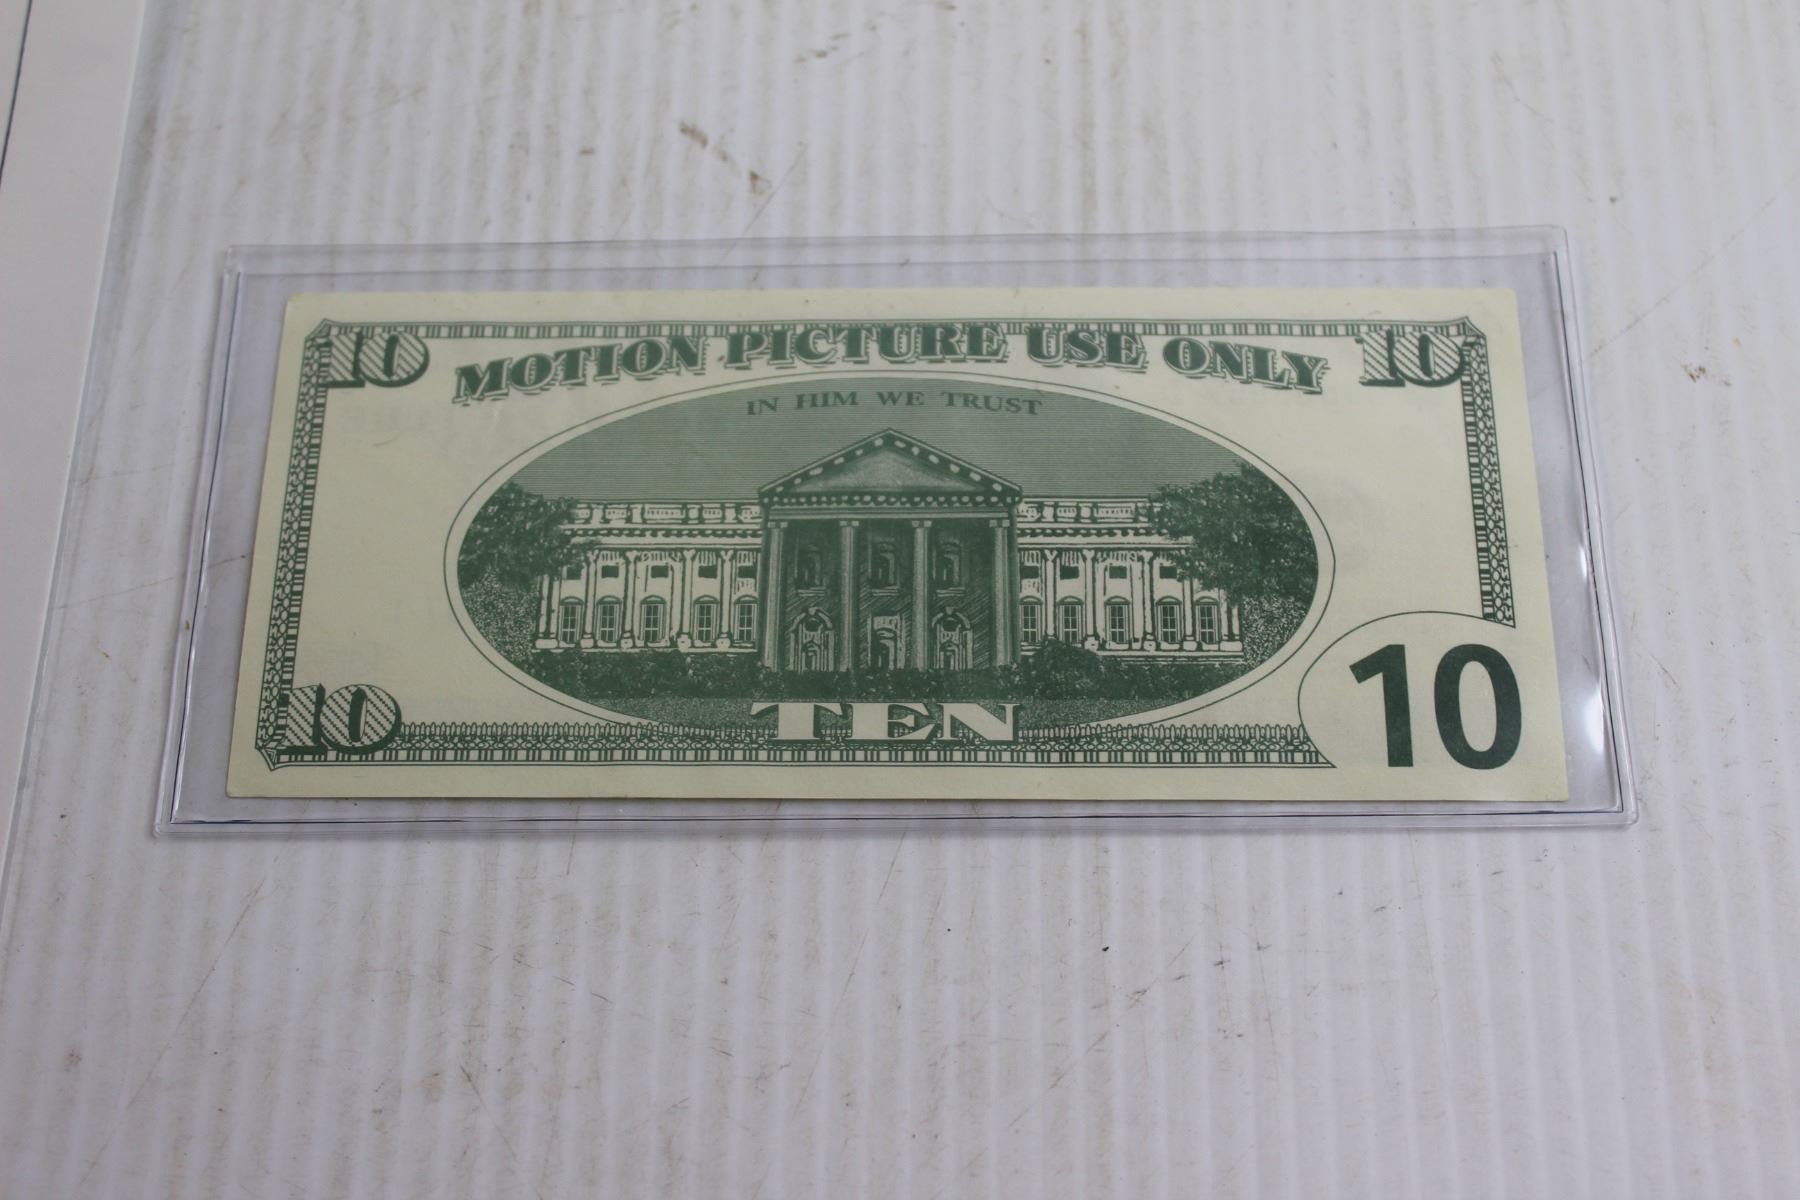 10 MOTION PICTURE USE ONLY 10
IN HIM WE TRUST
10 TEN 10